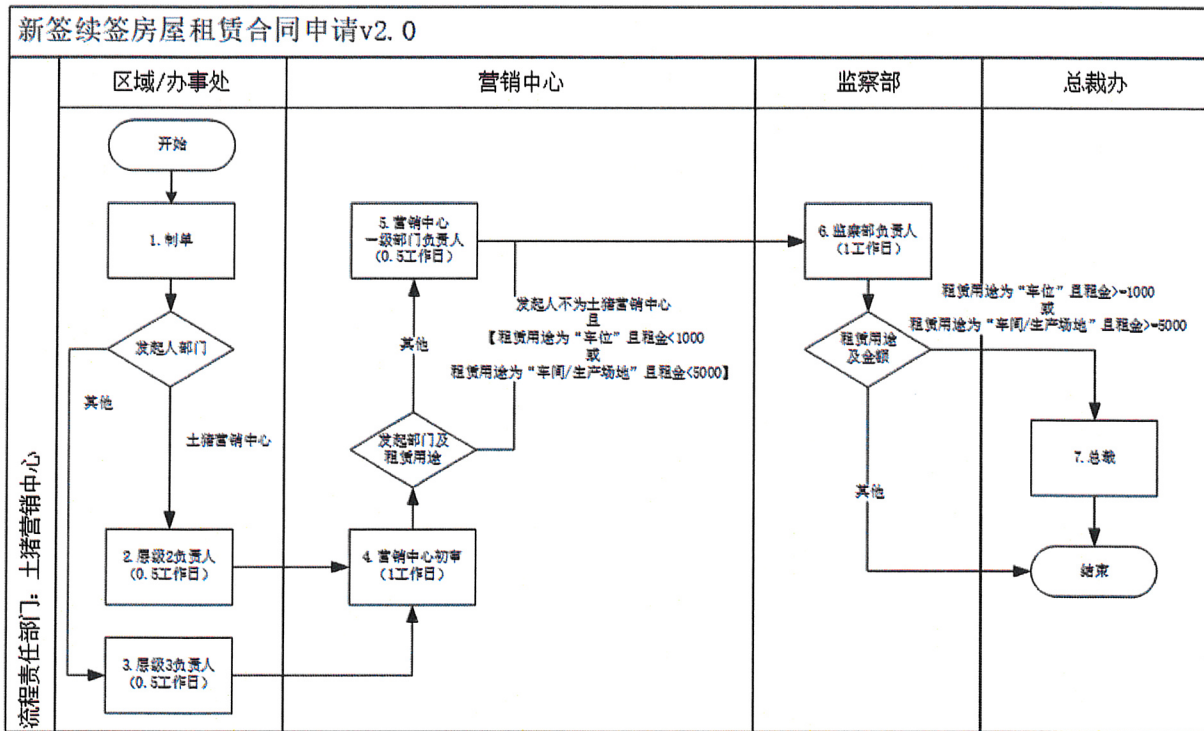 新签续签房屋租赁合同申请v2.0
流程责任部门：土猪营销中心
区域/办事处
营销中心
监察部
总裁办
开始
1.制单
发起人部门
其他
土猪营销中心
2.层级2负责人
(0.5工作日)
3.层级3负责人
(0.5工作日)
4.营销中心初审
(1工作日)
发起部门及
租赁用途
其他
发起人不为土猪营销中心
且
【租赁用途为“车位”且租金<1000
或
租赁用途为“车间/生产场地”且租金<5000】
5.营销中心
一级部门负责人
(0.5工作日)
6.监察部负责人
(1工作日)
租赁用途
及金额
租赁用途为“车位”且租金>=1000
或
租赁用途为“车间/生产场地”且租金>=5000
其他
7.总裁
结束